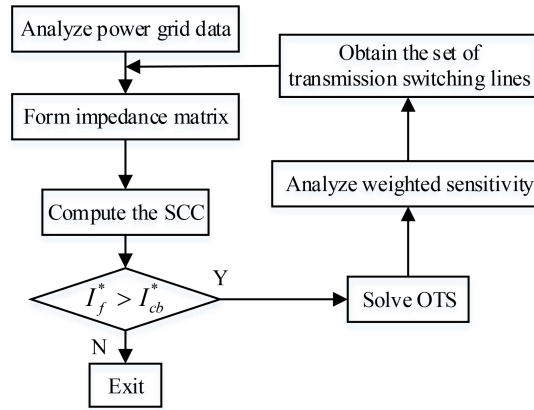 Analyze power grid data
Form impedance matrix
Compute the SCC
I*f > I*cb
Y
N
Exit
Solve OTS
Analyze weighted sensitivity
Obtain the set of
transmission switching lines